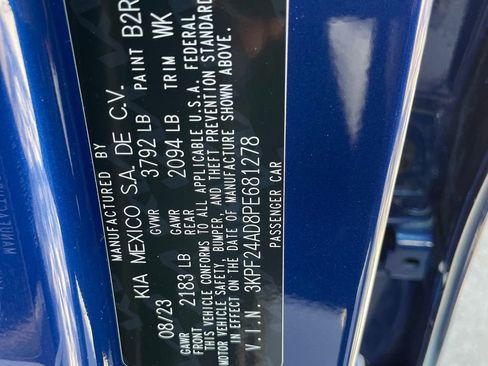 MANUFACTURED BY
KIA MEXICO S.A. DE C.V.
08/23 GVWR 3792 LB PAINT B2R
GAWR FRONT 2183 LB GAWR REAR 2094 LB TRIM WK
THIS VEHICLE CONFORMS TO ALL APPLICABLE U.S.A. FEDERAL
MOTOR VEHICLE SAFETY, BUMPER, AND THEFT PREVENTION STANDARD
IN EFFECT ON THE DATE OF MANUFACTURE SHOWN ABOVE.
V.I.N. 3KPF24AD8PE681278
PASSENGER CAR